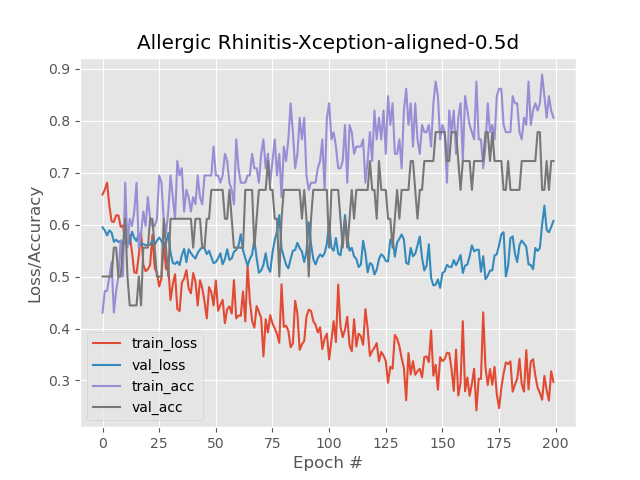 Allergic Rhinitis-Xception-aligned-0.5d
Loss/Accuracy
0.9
0.8
0.7
0.6
0.5
0.4
0.3
train_loss
val_loss
train_acc
val_acc
0 25 50 75 100 125 150 175 200
Epoch #